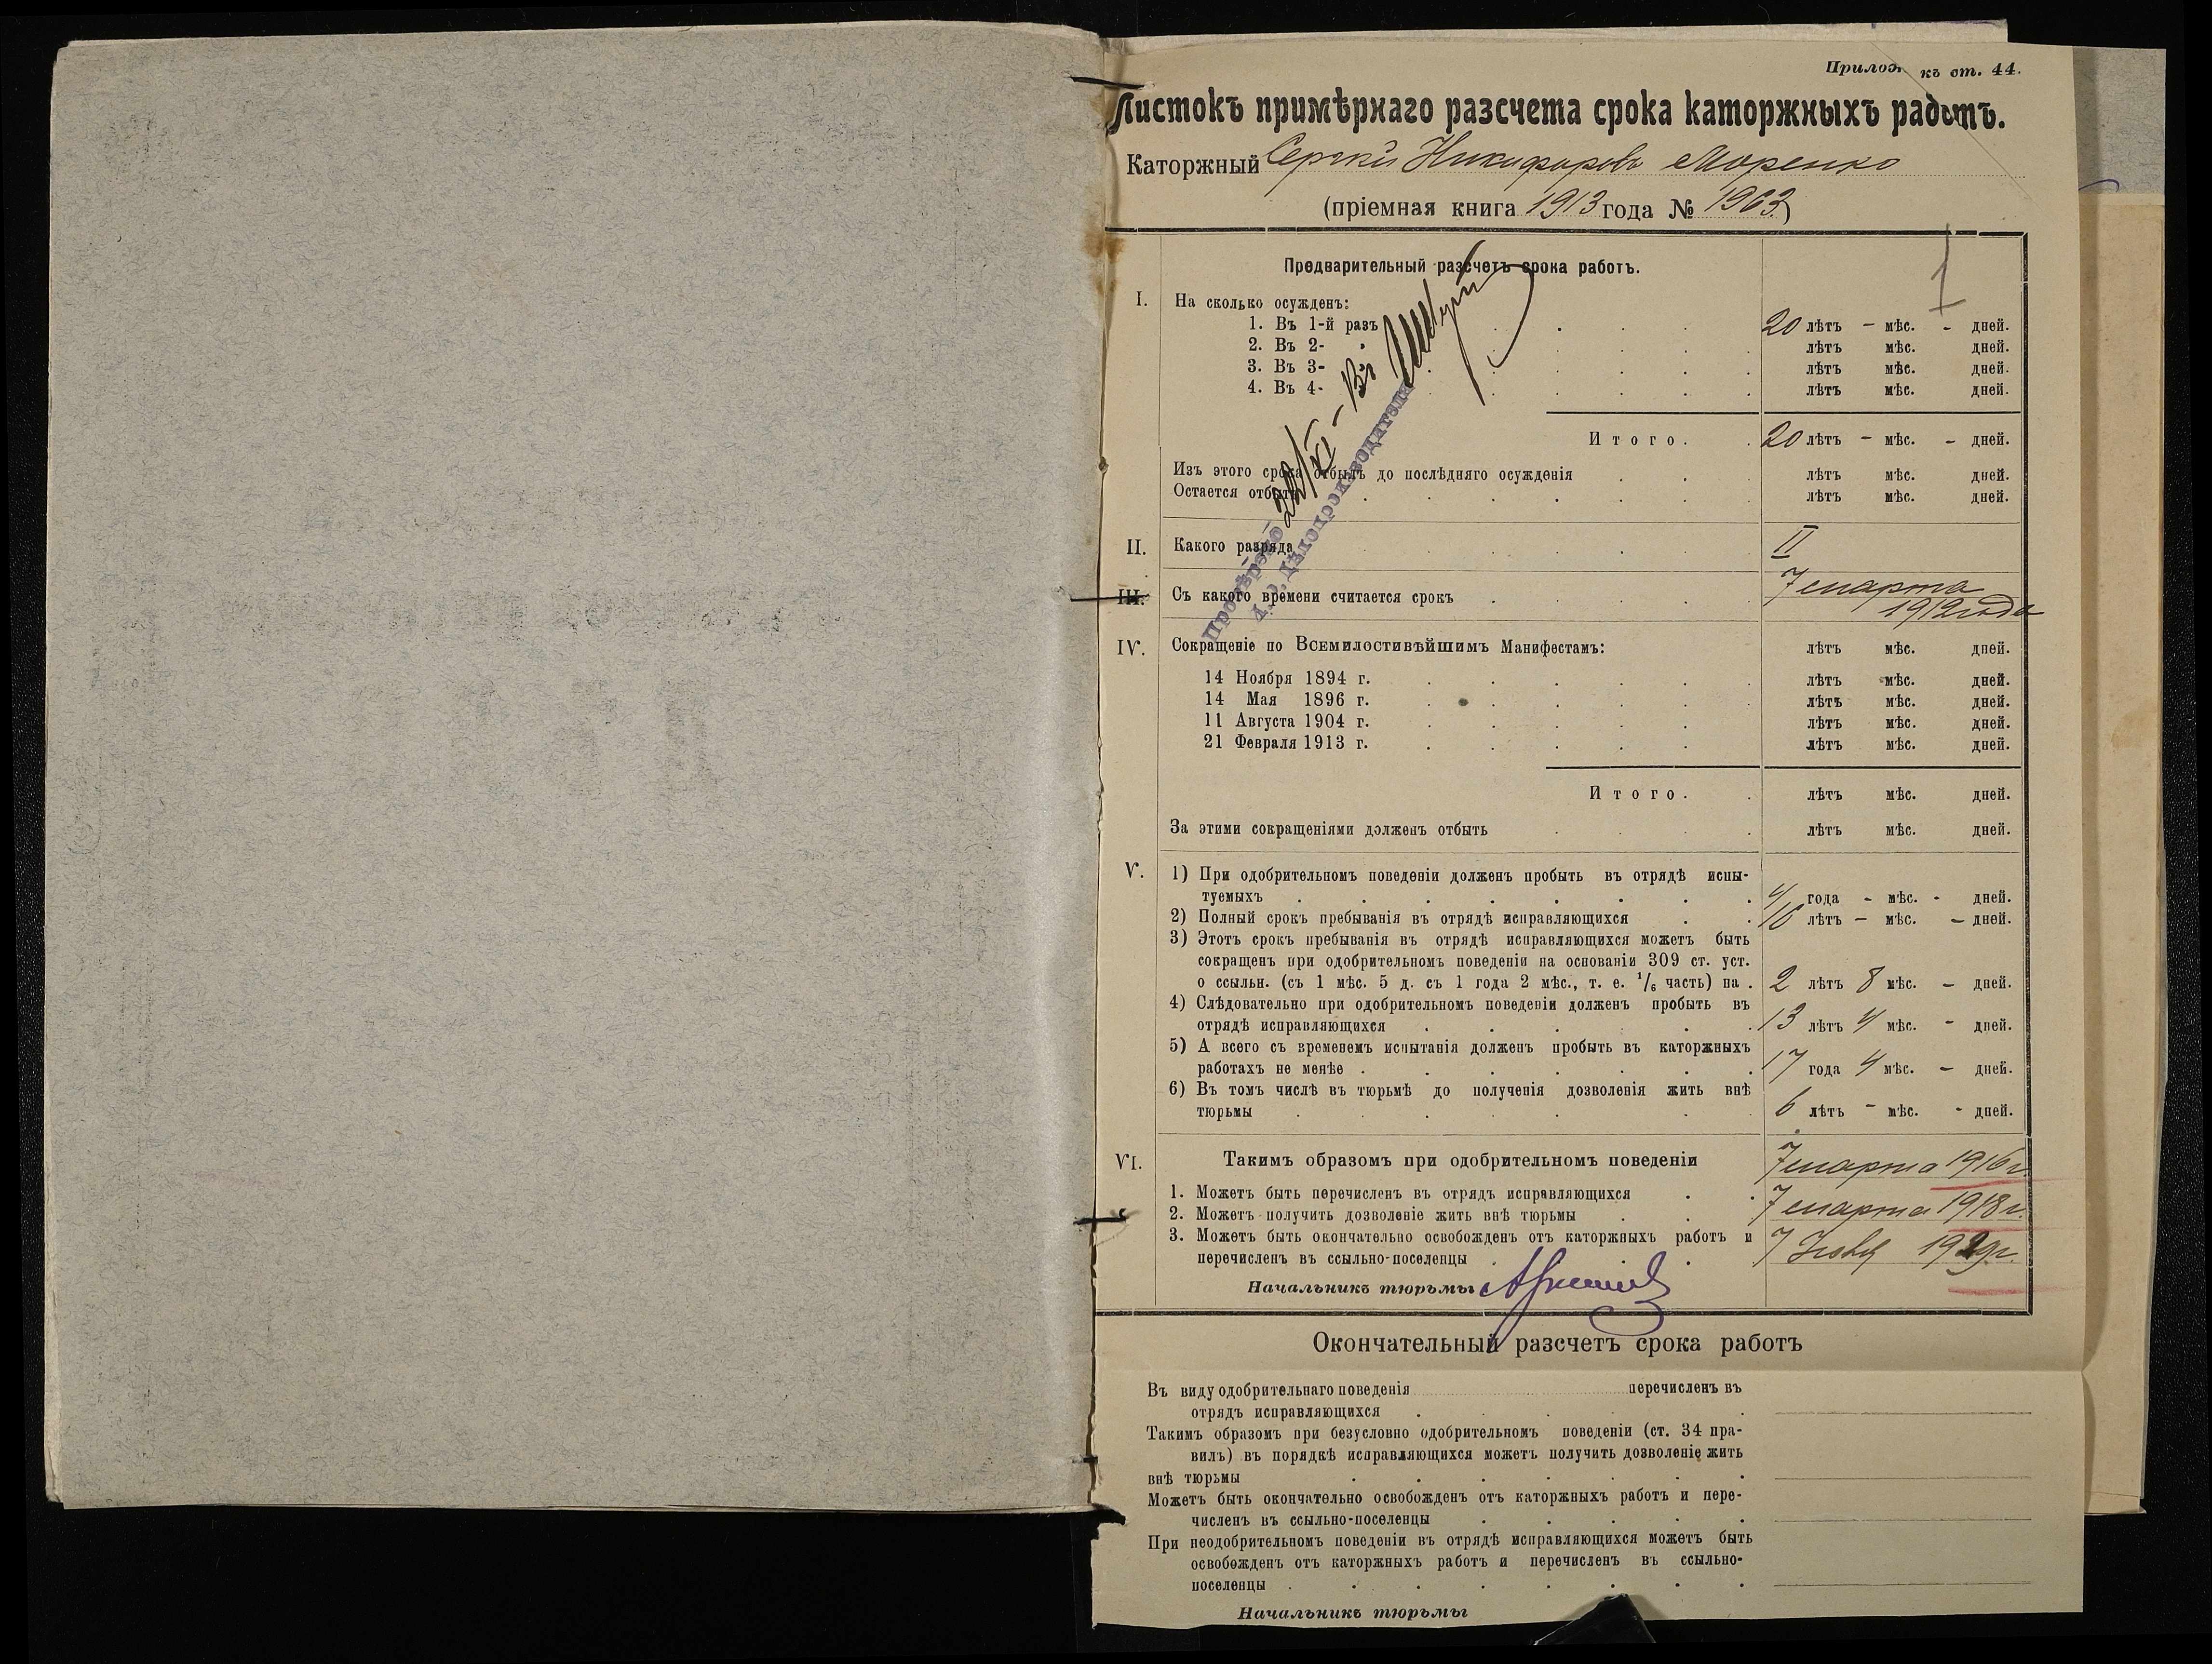 Прилож. къ ст. 44.
Листокъ примѣрнаго разсчета срока каторжныхъ работъ.
Каторжный Сергѣй Никифоровъ Моренко
(пріемная книга 1913 года № 1963)
Предварительный разсчетъ срока работъ.
I. На сколько осужденъ:
1. Въ 1-й разъ 20 лѣтъ - мѣс. - дней.
2. Въ 2- „ лѣтъ мѣс. дней.
3. Въ 3- лѣтъ мѣс. дней.
4. Въ 4- лѣтъ мѣс. дней.
Итого. 20 лѣтъ - мѣс. - дней.
Изъ этого срока отбылъ до послѣдняго осужденія лѣтъ мѣс. дней.
Остается отбыть лѣтъ мѣс. дней.
Провѣрено
И. О. Дѣлопроизводителя
II. Какого разряда II
III. Съ какого времени считается срокъ 7 марта
1912 года
IV. Сокращеніе по Всемилостивѣйшимъ Манифестамъ: лѣтъ мѣс. дней.
14 Ноября 1894 г. лѣтъ мѣс. дней.
14 Мая 1896 г. лѣтъ мѣс. дней.
11 Августа 1904 г. лѣтъ мѣс. дней.
21 Февраля 1913 г. лѣтъ мѣс. дней.
Итого. лѣтъ мѣс. дней.
За этими сокращеніями долженъ отбыть лѣтъ мѣс. дней.
V. 1) При одобрительномъ поведеніи долженъ пробыть въ отрядѣ испы-
туемыхъ 4 года - мѣс. - дней.
2) Полный срокъ пребыванія въ отрядѣ исправляющихся 16 лѣтъ - мѣс. - дней.
3) Этотъ срокъ пребыванія въ отрядѣ исправляющихся можетъ быть
сокращенъ при одобрительномъ поведеніи на основаніи 309 ст. уст.
о ссыльн. (съ 1 мѣс. 5 д. съ 1 года 2 мѣс., т. е. 1/6 часть) на . 2 лѣтъ 8 мѣс. - дней.
4) Слѣдовательно при одобрительномъ поведеніи долженъ пробыть въ
отрядѣ исправляющихся 13 лѣтъ 4 мѣс. - дней.
5) А всего съ временемъ испытанія долженъ пробыть въ каторжныхъ
работахъ не менѣе . 17 года 4 мѣс. - дней.
6) Въ томъ числѣ въ тюрьмѣ до полученія дозволенія жить внѣ
тюрьмы 6 лѣтъ - мѣс. - дней.
VI. Такимъ образомъ при одобрительномъ поведеніи
1. Можетъ быть перечисленъ въ отрядъ исправляющихся 7 марта 1916 г.
2. Можетъ получить дозволеніе жить внѣ тюрьмы 7 марта 1918 г.
3. Можетъ быть окончательно освобожденъ отъ каторжныхъ работъ и
перечисленъ въ ссыльно-поселенцы 7 Іюля 1929 г.
Начальникъ тюрьмы
Окончательный разсчетъ срока работъ
Въ виду одобрительнаго поведенія перечисленъ въ
отрядъ исправляющихся
Такимъ образомъ при безусловно одобрительномъ поведеніи (ст. 34 пра-
вилъ) въ порядкѣ исправляющихся можетъ получить дозволеніе жить
внѣ тюрьмы
Можетъ быть окончательно освобожденъ отъ каторжныхъ работъ и пере-
численъ въ ссыльно-поселенцы
При неодобрительномъ поведеніи въ отрядѣ исправляющихся можетъ быть
освобожденъ отъ каторжныхъ работъ и перечисленъ въ ссыльно-
поселенцы .
Начальникъ тюрьмы